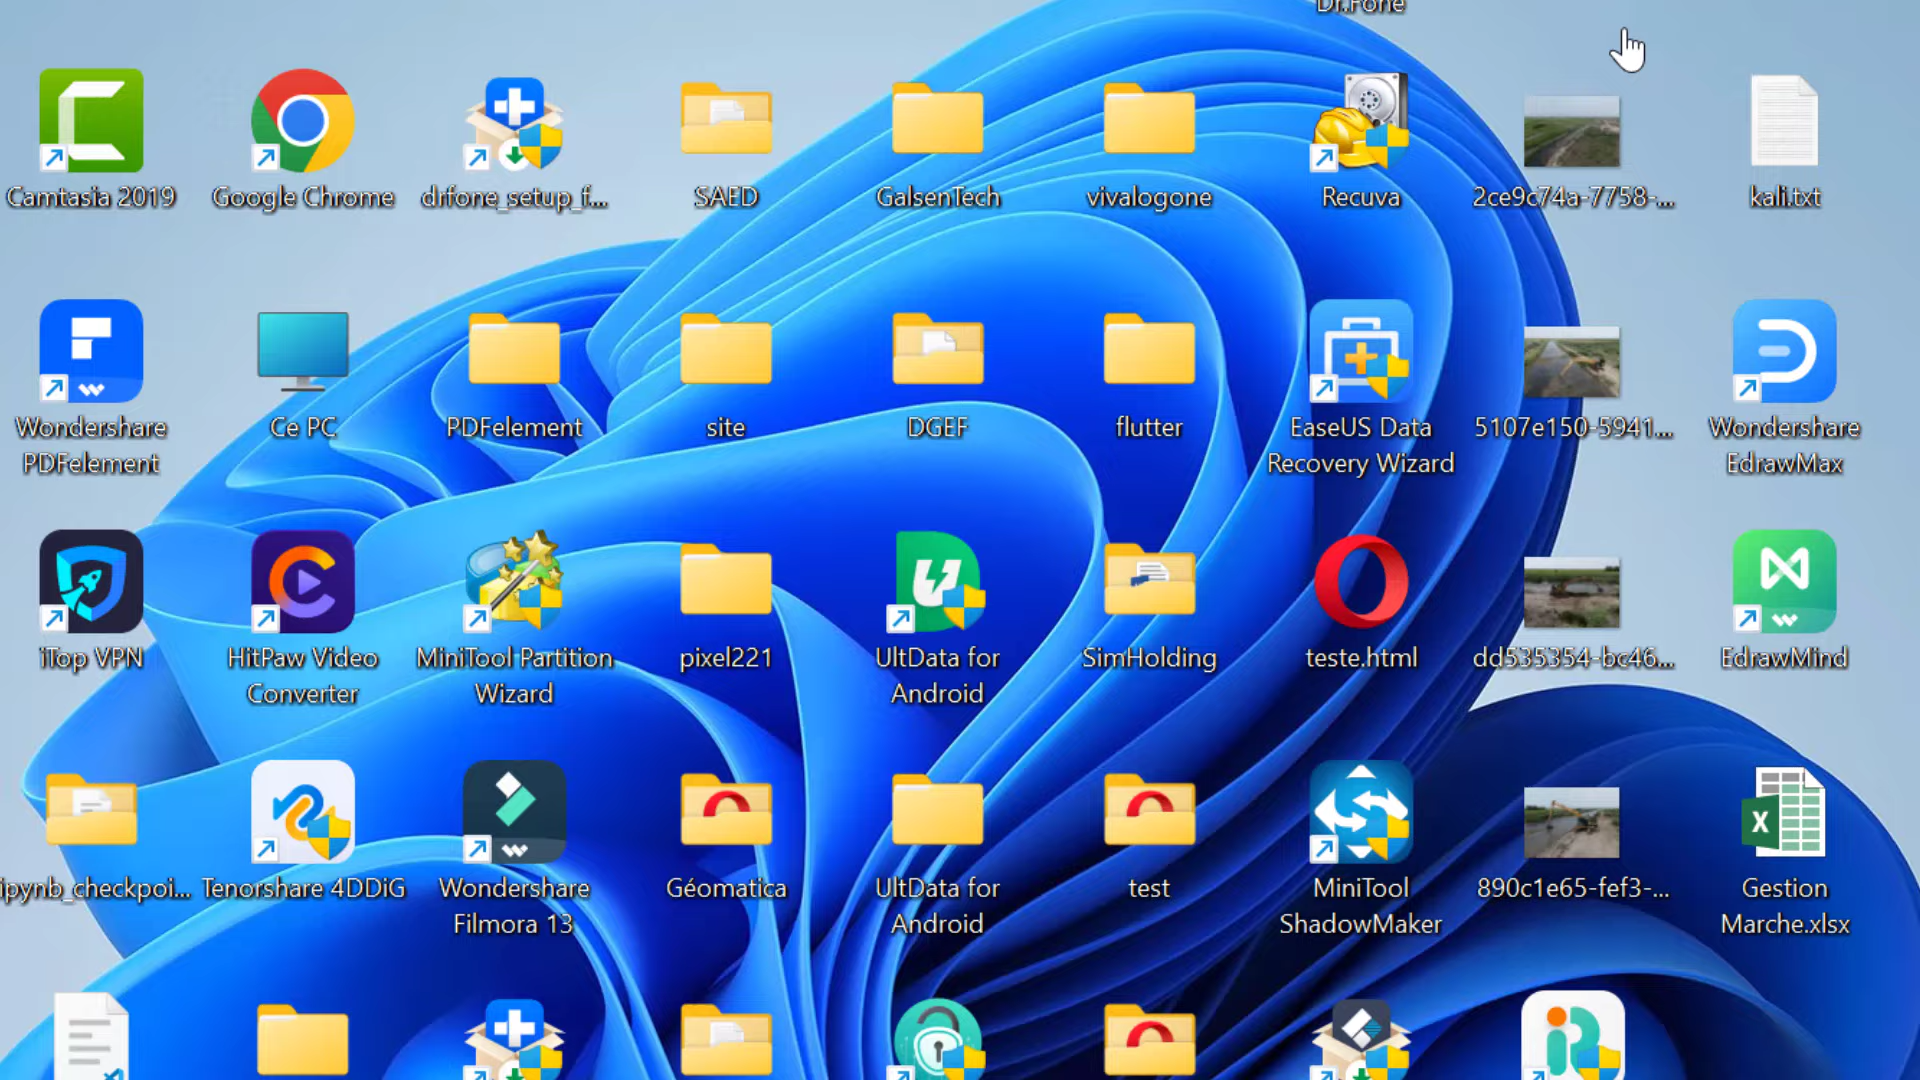 Dr.Fone
Camtasia 2019
Google Chrome
drfone_setup_f...
SAED
GalsenTech
vivalogone
Recuva
2ce9c74a-7758-...
kali.txt
Wondershare
PDFelement
Ce PC
PDFelement
site
DGEF
flutter
EaseUS Data
Recovery Wizard
5107e150-5941...
Wondershare
EdrawMax
iTop VPN
HitPaw Video
Converter
MiniTool Partition
Wizard
pixel221
UltData for
Android
SimHolding
teste.html
dd535354-bc46...
EdrawMind
ipynb_checkpoi...
Tenorshare 4DDiG
Wondershare
Filmora 13
Géomatica
UltData for
Android
test
MiniTool
ShadowMaker
890c1e65-fef3-...
Gestion
Marche.xlsx